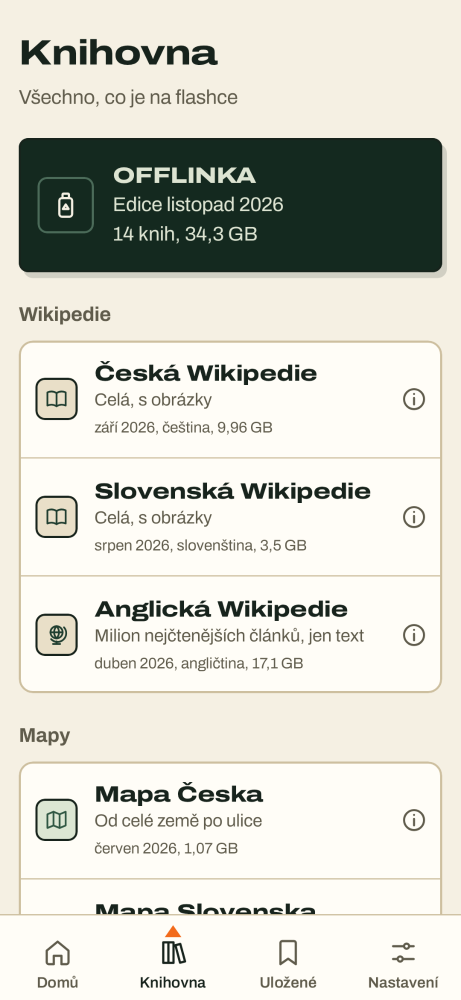 Knihovna
Všechno, co je na flashce
OFFLINKA
Edice listopad 2026
14 knih, 34,3 GB
Wikipedie
Česká Wikipedie
Celá, s obrázky
září 2026, čeština, 9,96 GB
Slovenská Wikipedie
Celá, s obrázky
srpen 2026, slovenština, 3,5 GB
Anglická Wikipedie
Milion nejčtenějších článků, jen text
duben 2026, angličtina, 17,1 GB
Mapy
Mapa Česka
Od celé země po ulice
červen 2026, 1,07 GB
Mapa Slovenska
Domů
Knihovna
Uložené
Nastavení